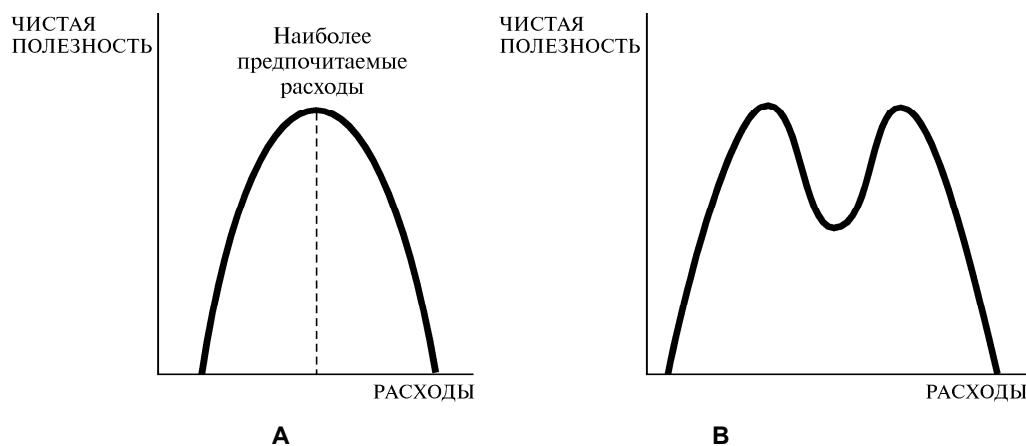 ЧИСТАЯ
ПОЛЕЗНОСТЬ
Наиболее
предпочитаемые
расходы
РАСХОДЫ
А
ЧИСТАЯ
ПОЛЕЗНОСТЬ
РАСХОДЫ
В